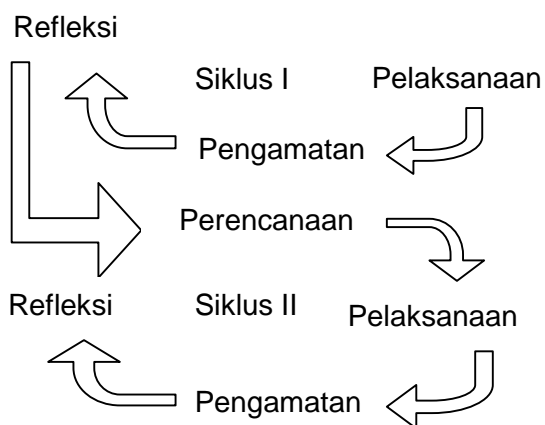 Refleksi
Siklus I
Pelaksanaan
Pengamatan
Perencanaan
Refleksi
Siklus II
Pelaksanaan
Pengamatan